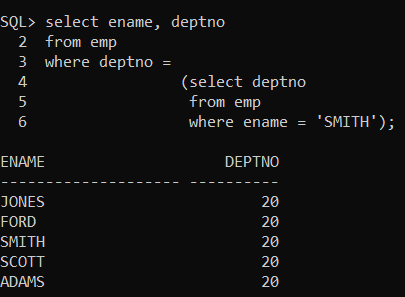 SQL> select ename, deptno
  2  from emp
  3  where deptno =
  4                 (select deptno
  5                  from emp
  6                  where ename = 'SMITH');

ENAME                    DEPTNO
-------------------- ----------
JONES                        20
FORD                         20
SMITH                        20
SCOTT                        20
ADAMS                        20